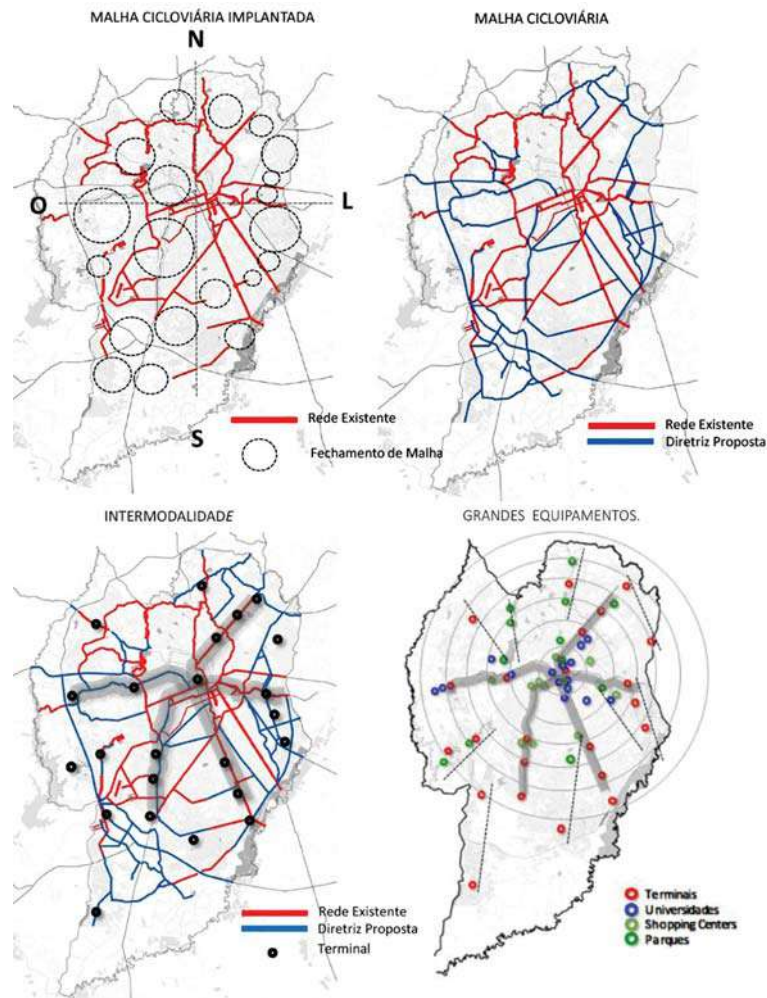 MALHA CICLOVIÁRIA IMPLANTADA
N
O
L
S
Rede Existente
Fechamento de Malha
MALHA CICLOVIÁRIA
Rede Existente
Diretriz Proposta
INTERMODALIDADE
Rede Existente
Diretriz Proposta
Terminal
GRANDES EQUIPAMENTOS.
Terminais
Universidades
Shopping Centers
Parques